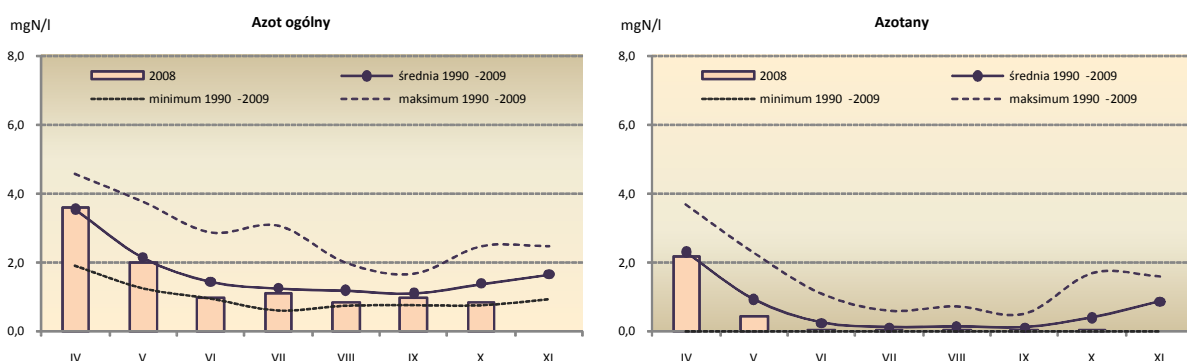 mgN/l
Azot ogólny
8,0
2008
średnia 1990 -2009
minimum 1990 -2009
maksimum 1990 -2009
6,0
4,0
2,0
0,0
IV V VI VII VIII IX X XI
mgN/l
Azotany
8,0
2008
średnia 1990 -2009
minimum 1990 -2009
maksimum 1990 -2009
6,0
4,0
2,0
0,0
IV V VI VII VIII IX X XI